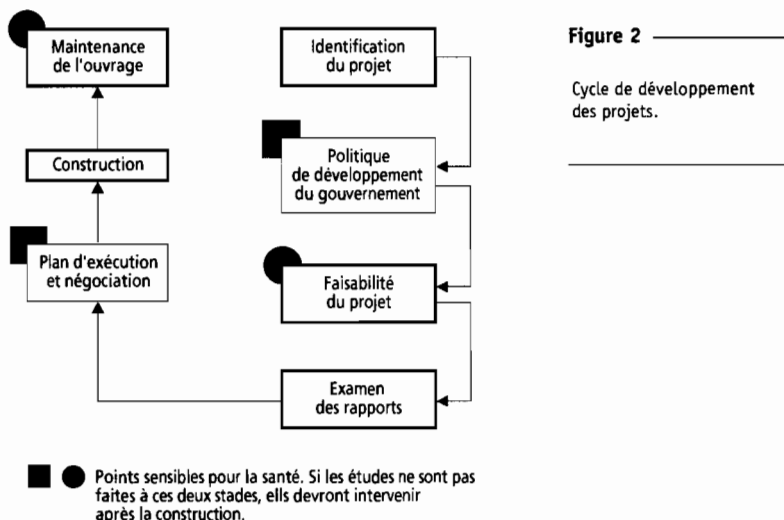 Maintenance
de l'ouvrage
Identification
du projet
Construction
Politique
de développement
du gouvernement
Plan d'exécution
et négociation
Faisabilité
du projet
Examen
des rapports
Points sensibles pour la santé. Si les études ne sont pas
faites à ces deux stades, ells devront intervenir
après la construction.
Figure 2
Cycle de développement
des projets.